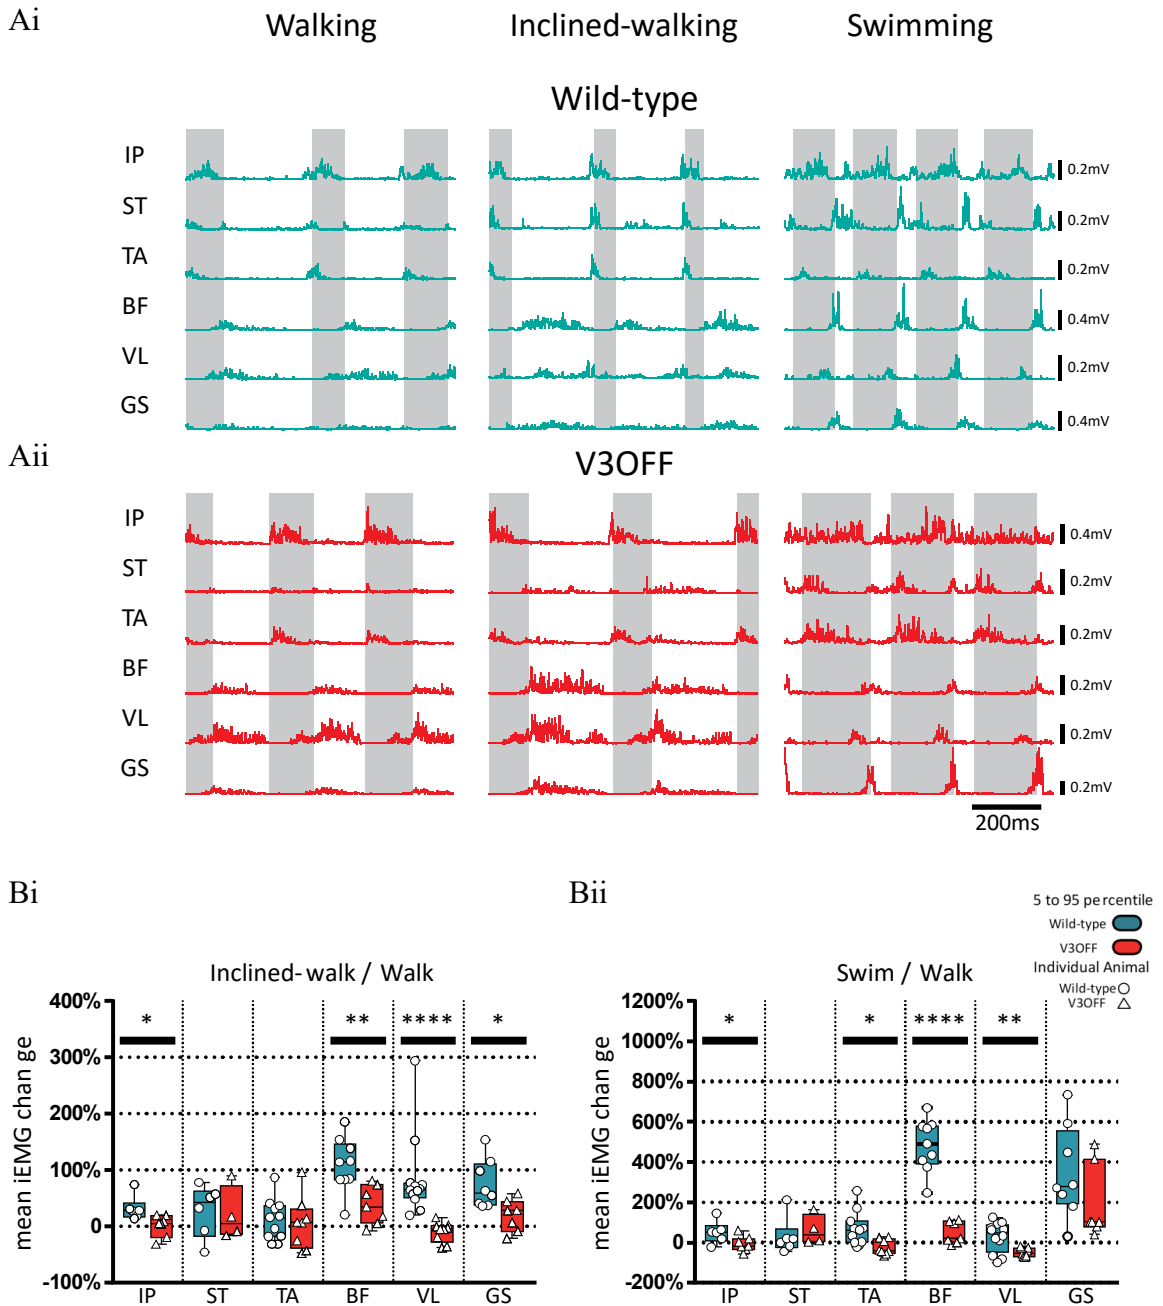 Ai
Walking Inclined-walking Swimming
Wild-type
IP 0.2mV
ST 0.2mV
TA 0.2mV
BF 0.4mV
VL 0.2mV
GS 0.4mV
Aii
V3OFF
IP 0.4mV
ST 0.2mV
TA 0.2mV
BF 0.2mV
VL 0.2mV
GS 0.2mV
200ms
Bi
Inclined-walk / Walk
mean iEMG chan ge
400%
300%
200%
100%
0%
-100%
* ** **** *
IP ST TA BF VL GS
Bii
5 to 95 percentile
Wild-type
V3OFF
Individual Animal
Wild-type
V3OFF
Swim / Walk
mean iEMG change
1200%
1000%
800%
600%
400%
200%
0%
-200%
* * **** **
IP ST TA BF VL GS